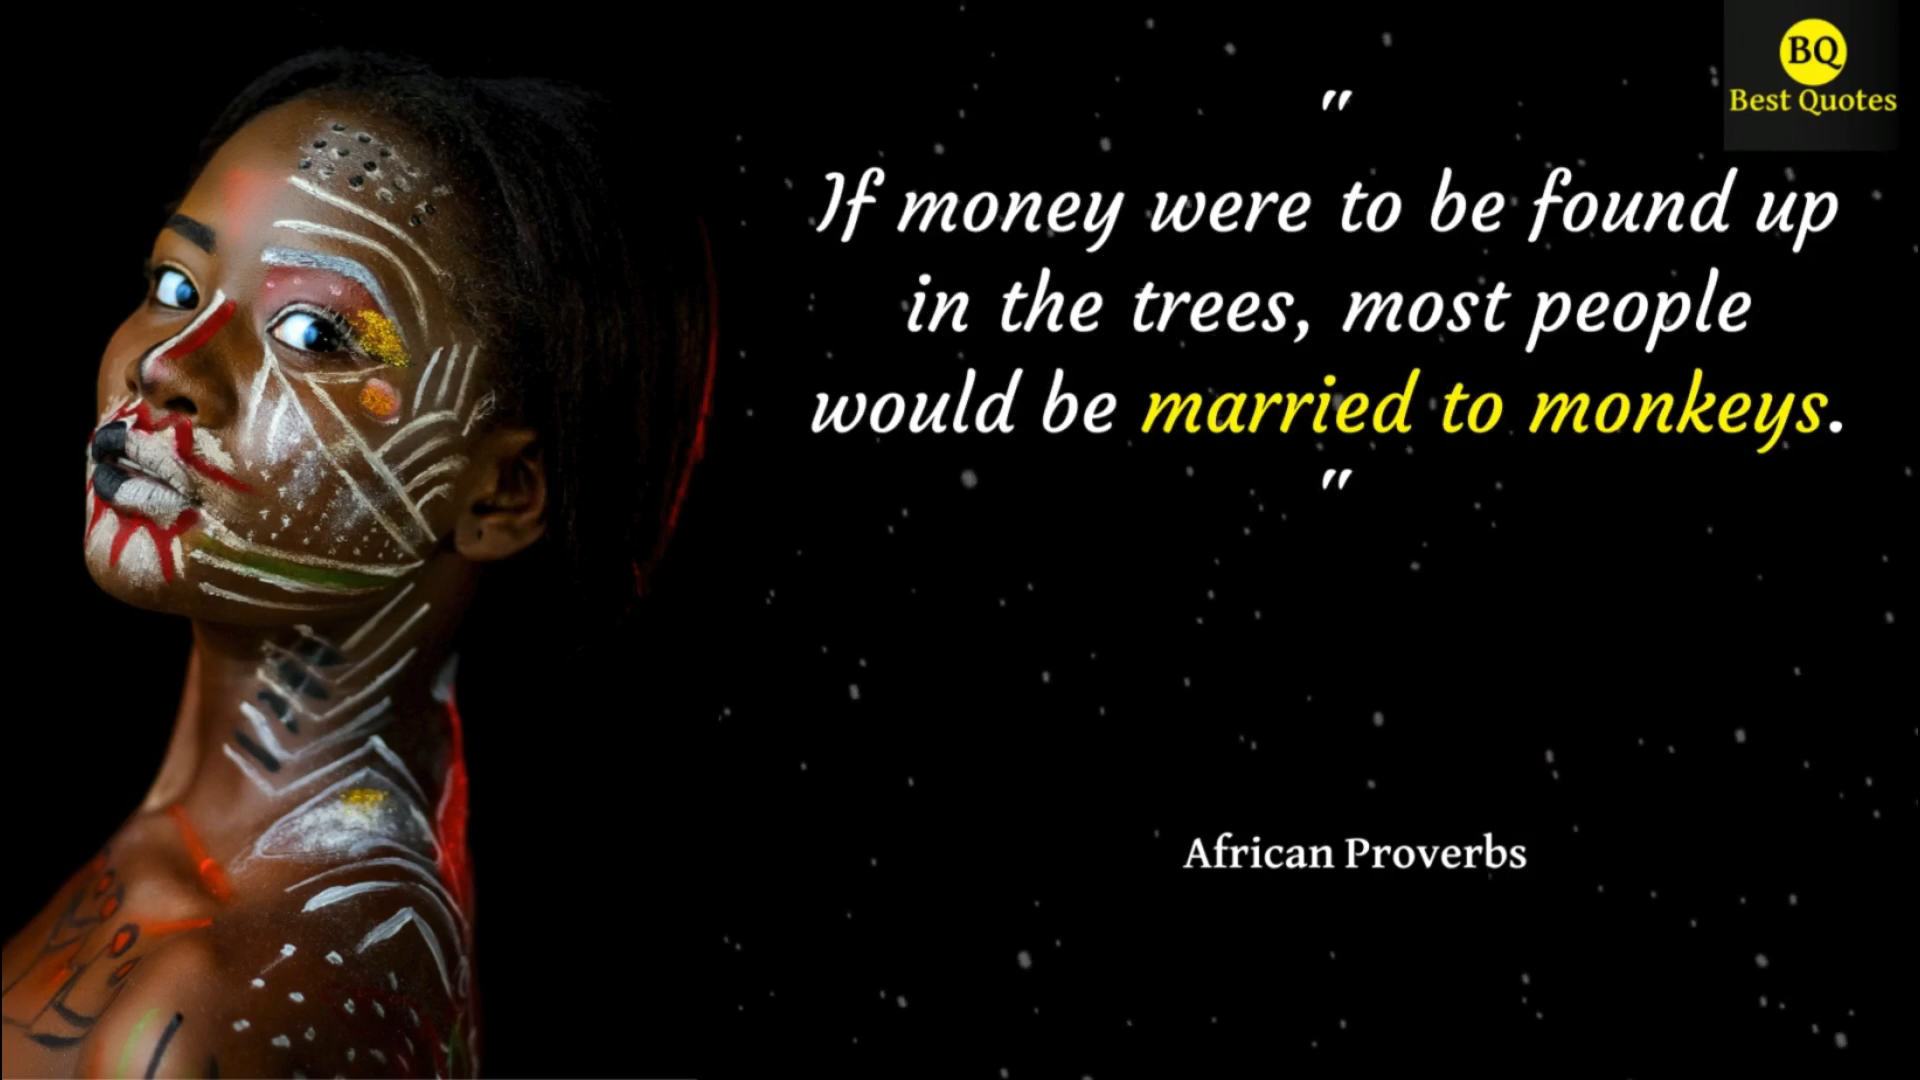 BQ
Best Quotes
"
If money were to be found up
in the trees, most people
would be married to monkeys.
"
African Proverbs